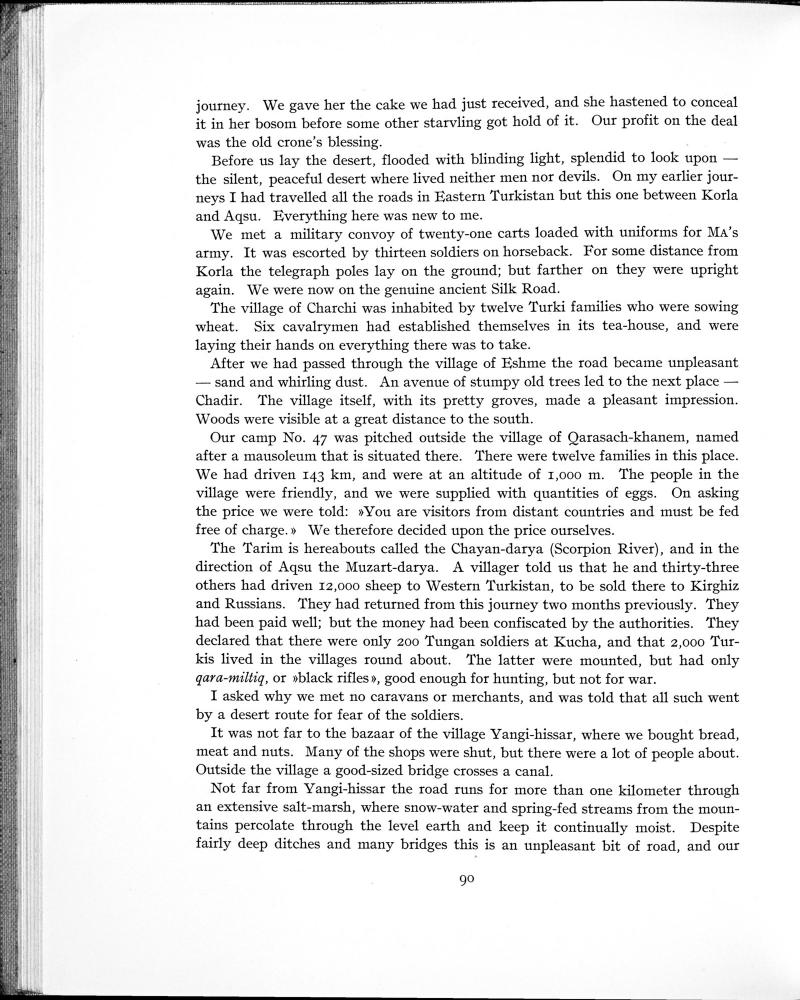 journey. We gave her the cake we had just received, and she hastened to conceal
it in her bosom before some other starvling got hold of it. Our profit on the deal
was the old crone's blessing.
Before us lay the desert, flooded with blinding light, splendid to look upon —
the silent, peaceful desert where lived neither men nor devils. On my earlier jour-
neys I had travelled all the roads in Eastern Turkistan but this one between Korla
and Aqsu. Everything here was new to me.
We met a military convoy of twenty-one carts loaded with uniforms for MA's
army. It was escorted by thirteen soldiers on horseback. For some distance from
Korla the telegraph poles lay on the ground; but farther on they were upright
again. We were now on the genuine ancient Silk Road.
The village of Charchi was inhabited by twelve Turki families who were sowing
wheat. Six cavalrymen had established themselves in its tea-house, and were
laying their hands on everything there was to take.
After we had passed through the village of Eshme the road became unpleasant
— sand and whirling dust. An avenue of stumpy old trees led to the next place —
Chadir. The village itself, with its pretty groves, made a pleasant impression.
Woods were visible at a great distance to the south.
Our camp No. 47 was pitched outside the village of Qarasach-khanem, named
after a mausoleum that is situated there. There were twelve families in this place.
We had driven 143 km, and were at an altitude of 1,000 m. The people in the
village were friendly, and we were supplied with quantities of eggs. On asking
the price we were told: »You are visitors from distant countries and must be fed
free of charge.» We therefore decided upon the price ourselves.
The Tarim is hereabouts called the Chayan-darya (Scorpion River), and in the
direction of Aqsu the Muzart-darya. A villager told us that he and thirty-three
others had driven 12,000 sheep to Western Turkistan, to be sold there to Kirghiz
and Russians. They had returned from this journey two months previously. They
had been paid well; but the money had been confiscated by the authorities. They
declared that there were only 200 Tungan soldiers at Kucha, and that 2,000 Tur-
kis lived in the villages round about. The latter were mounted, but had only
qara-miltiq, or »black rifles», good enough for hunting, but not for war.
I asked why we met no caravans or merchants, and was told that all such went
by a desert route for fear of the soldiers.
It was not far to the bazaar of the village Yangi-hissar, where we bought bread,
meat and nuts. Many of the shops were shut, but there were a lot of people about.
Outside the village a good-sized bridge crosses a canal.
Not far from Yangi-hissar the road runs for more than one kilometer through
an extensive salt-marsh, where snow-water and spring-fed streams from the moun-
tains percolate through the level earth and keep it continually moist. Despite
fairly deep ditches and many bridges this is an unpleasant bit of road, and our
90